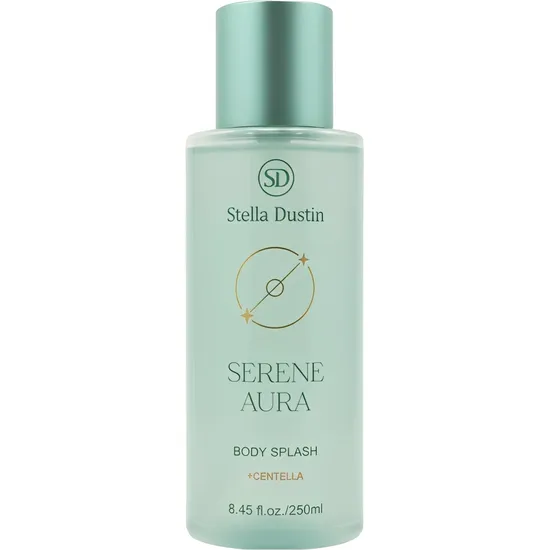 SD
Stella Dustin
SERENE
AURA
BODY SPLASH
+CENTELLA
8.45 fl.oz./250ml